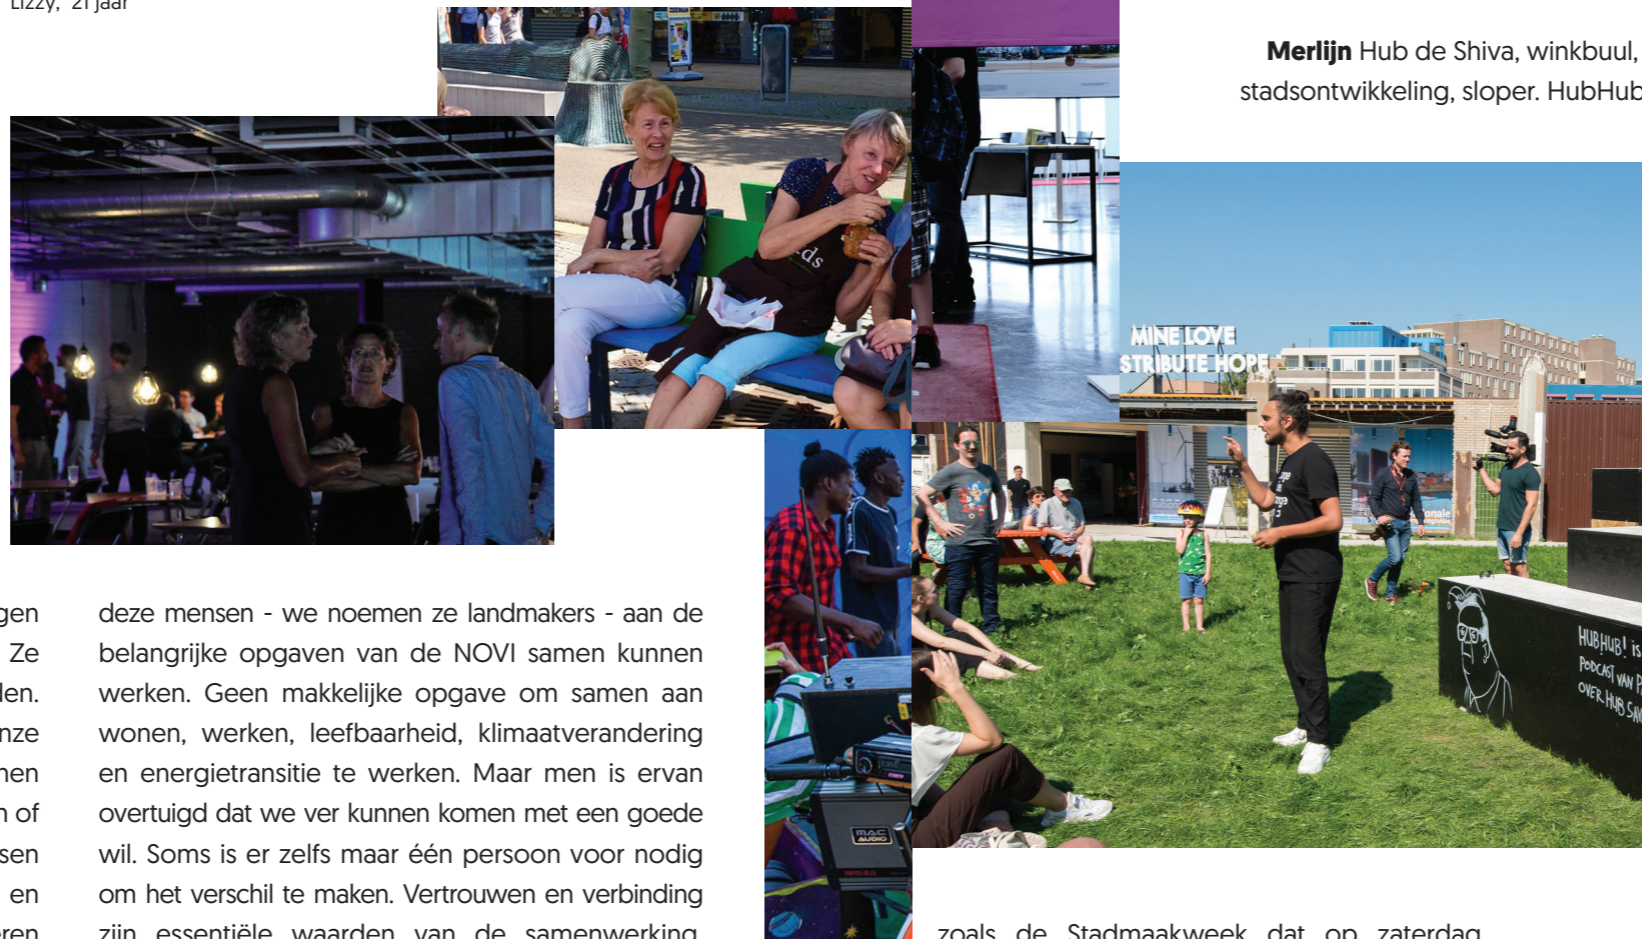 Lizzy, 21 jaar
Merlijn Hub de Shiva, winkbuul,
stadsontwikkeling, sloper. HubHub
MINE LOVE
STRIBUTE HOPE
gen
Ze
den.
nze
nen
n of
sen
en
eren
deze mensen - we noemen ze landmakers - aan de
belangrijke opgaven van de NOVI samen kunnen
werken. Geen makkelijke opgave om samen aan
wonen, werken, leefbaarheid, klimaatverandering
en energietransitie te werken. Maar men is ervan
overtuigd dat we ver kunnen komen met een goede
wil. Soms is er zelfs maar één persoon voor nodig
om het verschil te maken. Vertrouwen en verbinding
zijn essentiële waarden van de samenwerking,
MAC
AUDIO
HUBHUB! is
PODCAST VAN P
OVER HUB SAV
zoals de Stadmaakweek dat op zaterdag